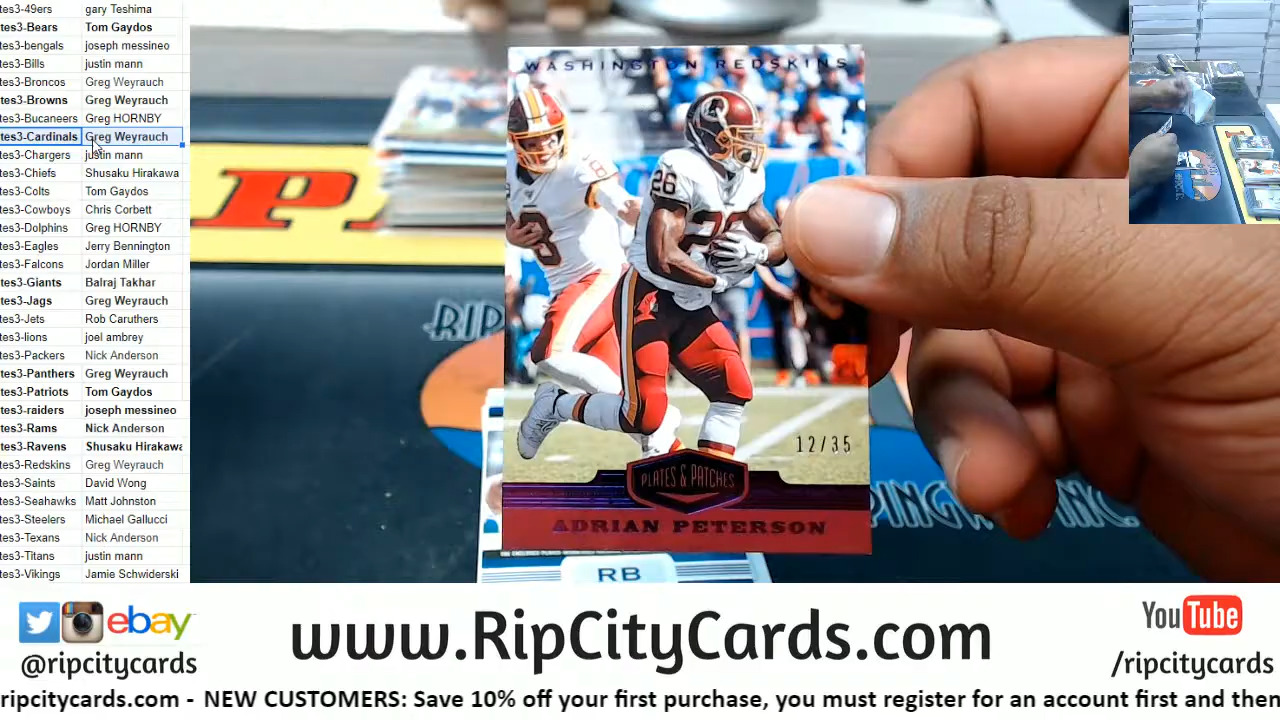 tes3-49ers gary Teshima
tes3-Bears Tom Gaydos
tes3-bengals joseph messineo
tes3-Bills justin mann
tes3-Broncos Greg Weyrauch
tes3-Browns Greg Weyrauch
tes3-Bucaneers Greg HORNBY
tes3-Cardinals Greg Weyrauch
tes3-Chargers justin mann
tes3-Chiefs Shusaku Hirakawa
tes3-Colts Tom Gaydos
tes3-Cowboys Chris Corbett
tes3-Dolphins Greg HORNBY
tes3-Eagles Jerry Bennington
tes3-Falcons Jordan Miller
tes3-Giants Balraj Takhar
tes3-Jags Greg Weyrauch
tes3-Jets Rob Caruthers
tes3-lions joel ambrey
tes3-Packers Nick Anderson
tes3-Panthers Greg Weyrauch
tes3-Patriots Tom Gaydos
tes3-raiders joseph messineo
tes3-Rams Nick Anderson
tes3-Ravens Shusaku Hirakawa
tes3-Redskins Greg Weyrauch
tes3-Saints David Wong
tes3-Seahawks Matt Johnston
tes3-Steelers Michael Gallucci
tes3-Texans Nick Anderson
tes3-Titans justin mann
tes3-Vikings Jamie Schwiderski
WASHINGTON REDSKINS
26
28
8
12/35
PLATES & PATCHES
ADRIAN PETERSON
RB
P
RIP
PING
INC
ebay
@ripcitycards
www.RipCityCards.com
YouTube
/ripcitycards
ripcitycards.com - NEW CUSTOMERS: Save 10% off your first purchase, you must register for an account first and then